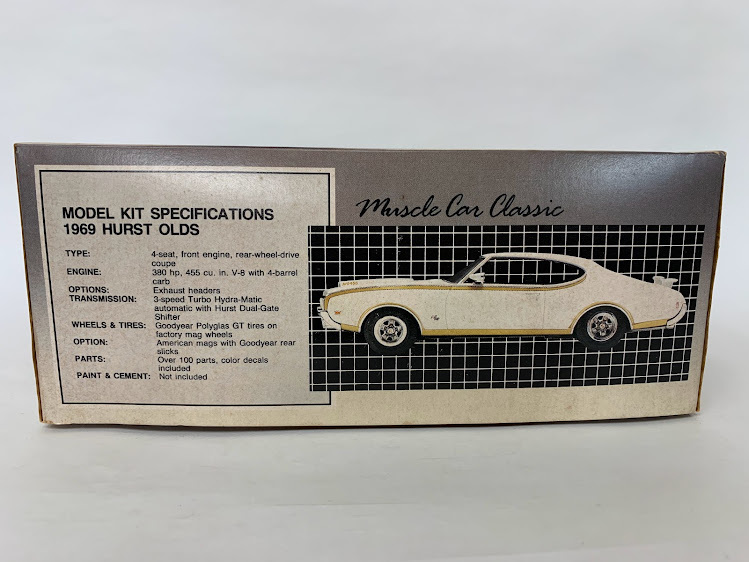 MODEL KIT SPECIFICATIONS
1969 HURST OLDS
TYPE: 4-seat, front engine, rear-wheel-drive
coupe
ENGINE: 380 hp, 455 cu. in. V-8 with 4-barrel
carb
OPTIONS: Exhaust headers
TRANSMISSION: 3-speed Turbo Hydra-Matic
automatic with Hurst Dual-Gate
Shifter
WHEELS & TIRES: Goodyear Polyglas GT tires on
factory mag wheels
OPTION: American mags with Goodyear rear
slicks
PARTS: Over 100 parts, color decals
included
PAINT & CEMENT: Not included
Muscle Car Classic